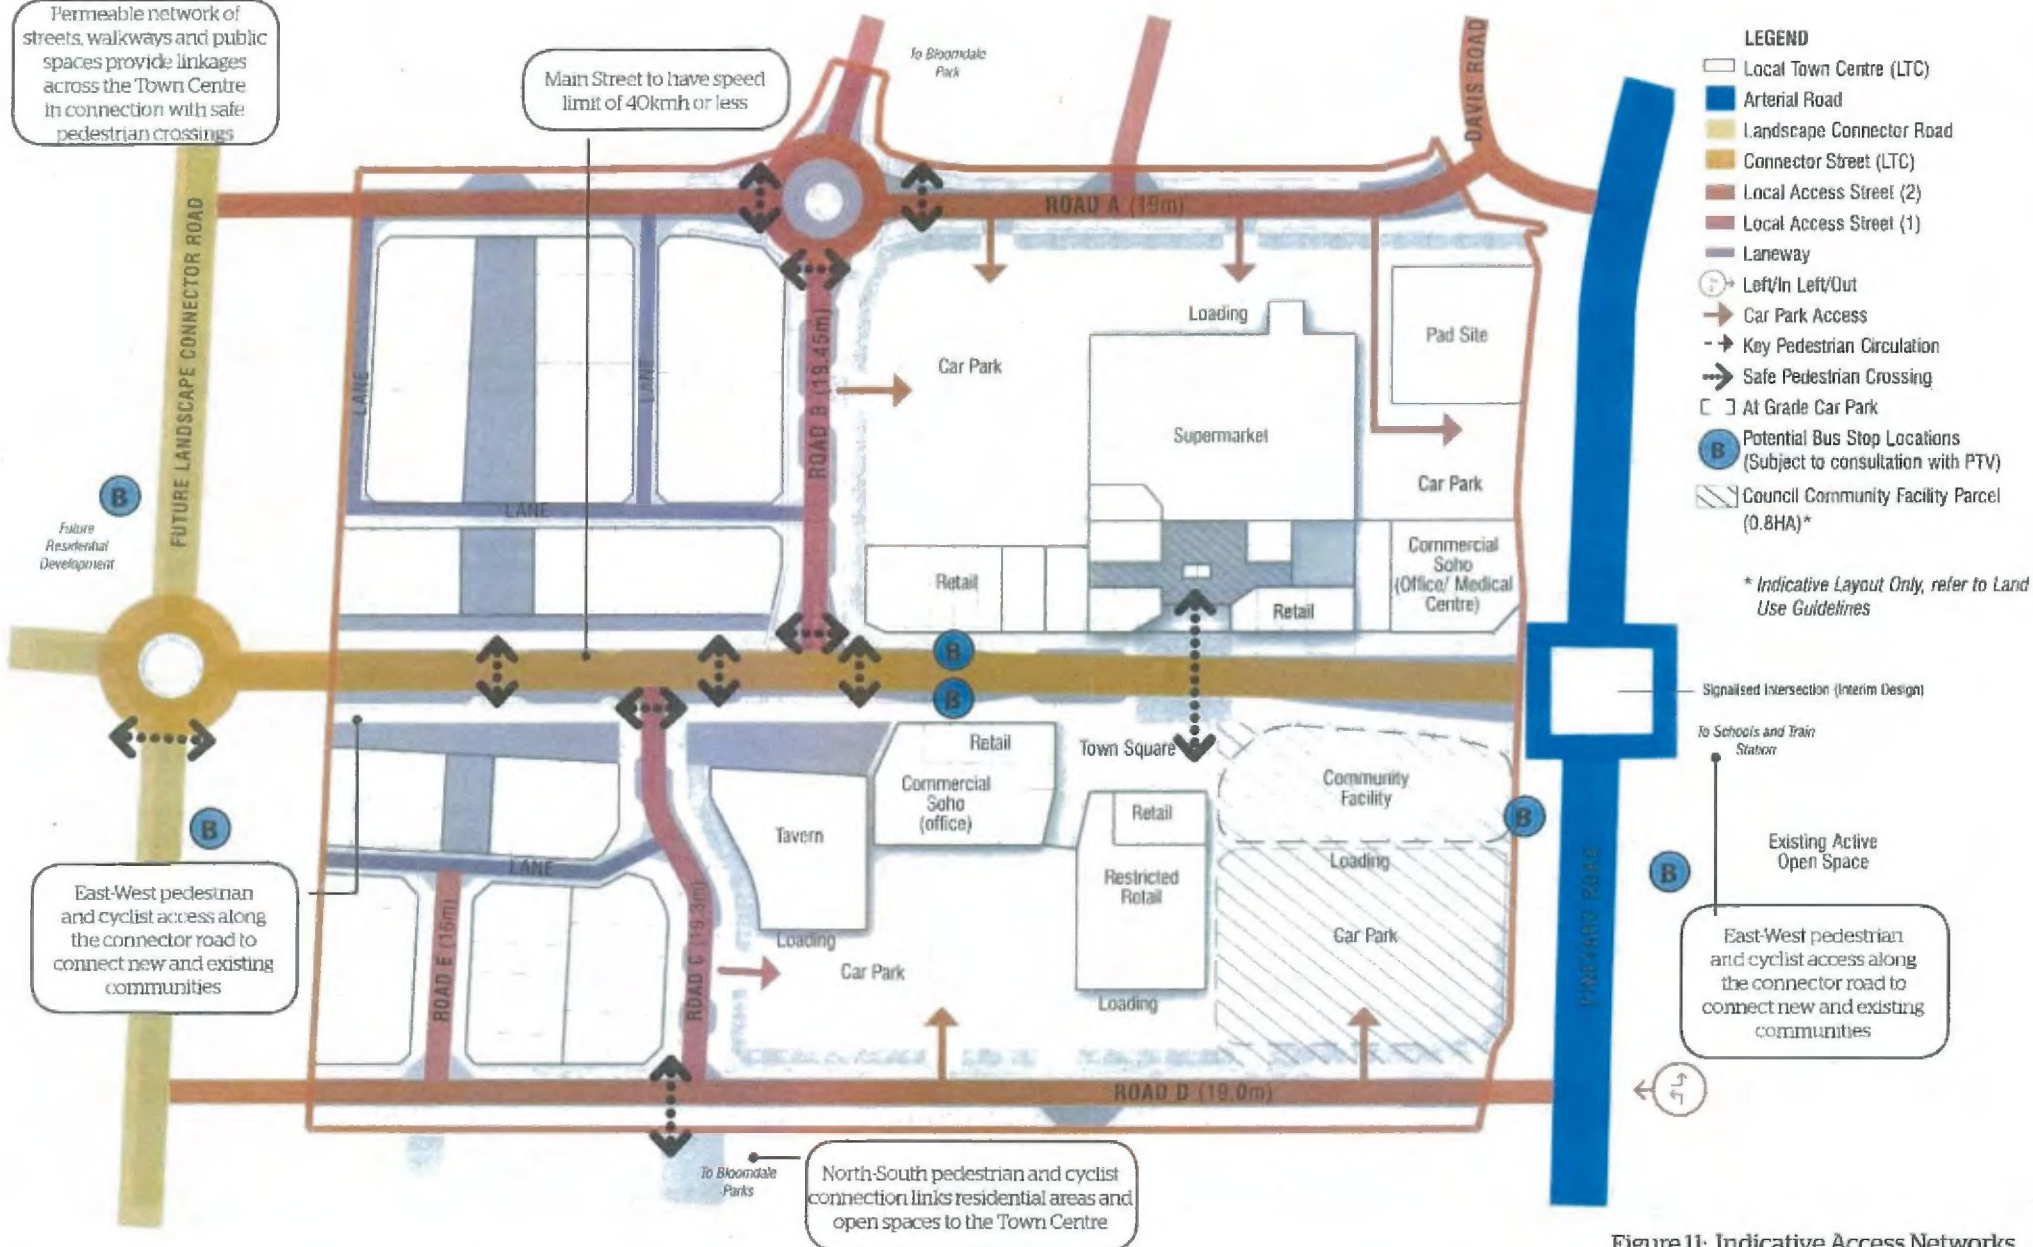 Permeable network of
streets, walkways and public
spaces provide linkages
across the Town Centre
in connection with safe
pedestrian crossings
Main Street to have speed
limit of 40kmh or less
To Bloomdale
Park
DAVIS ROAD
LEGEND
Local Town Centre (LTC)
Arterial Road
Landscape Connector Road
Connector Street (LTC)
Local Access Street (2)
Local Access Street (1)
Laneway
Left/In Left/Out
Car Park Access
Key Pedestrian Circulation
Safe Pedestrian Crossing
At Grade Car Park
B
Potential Bus Stop Locations
(Subject to consultation with PTV)
Council Community Facility Parcel
(0.8HA)*
* Indicative Layout Only, refer to Land
Use Guidelines
ROAD A (19m)
FUTURE LANDSCAPE CONNECTOR ROAD
LANE
LANE
LANE
ROAD B (19.45m)
Loading
Pad Site
Car Park
Supermarket
Car Park
B
Future
Residential
Development
Retail
Retail
Commercial
Soho
(Office/ Medical
Centre)
B
B
Signalised Intersection (Interim Design)
To Schools and Train
Station
Retail
Commercial
Soho
(office)
Town Square
Community
Facility
Tavern
Retail
Restricted
Retail
Loading
Car Park
B
B
B
Existing Active
Open Space
LANE
East-West pedestrian
and cyclist access along
the connector road to
connect new and existing
communities
ROAD E (16m)
ROAD C (19.3m)
Loading
Car Park
Loading
ROAD
East-West pedestrian
and cyclist access along
the connector road to
connect new and existing
communities
ROAD D (19.0m)
To Bloomdale
Parks
North-South pedestrian and cyclist
connection links residential areas and
open spaces to the Town Centre
Figure 11: Indicative Access Networks